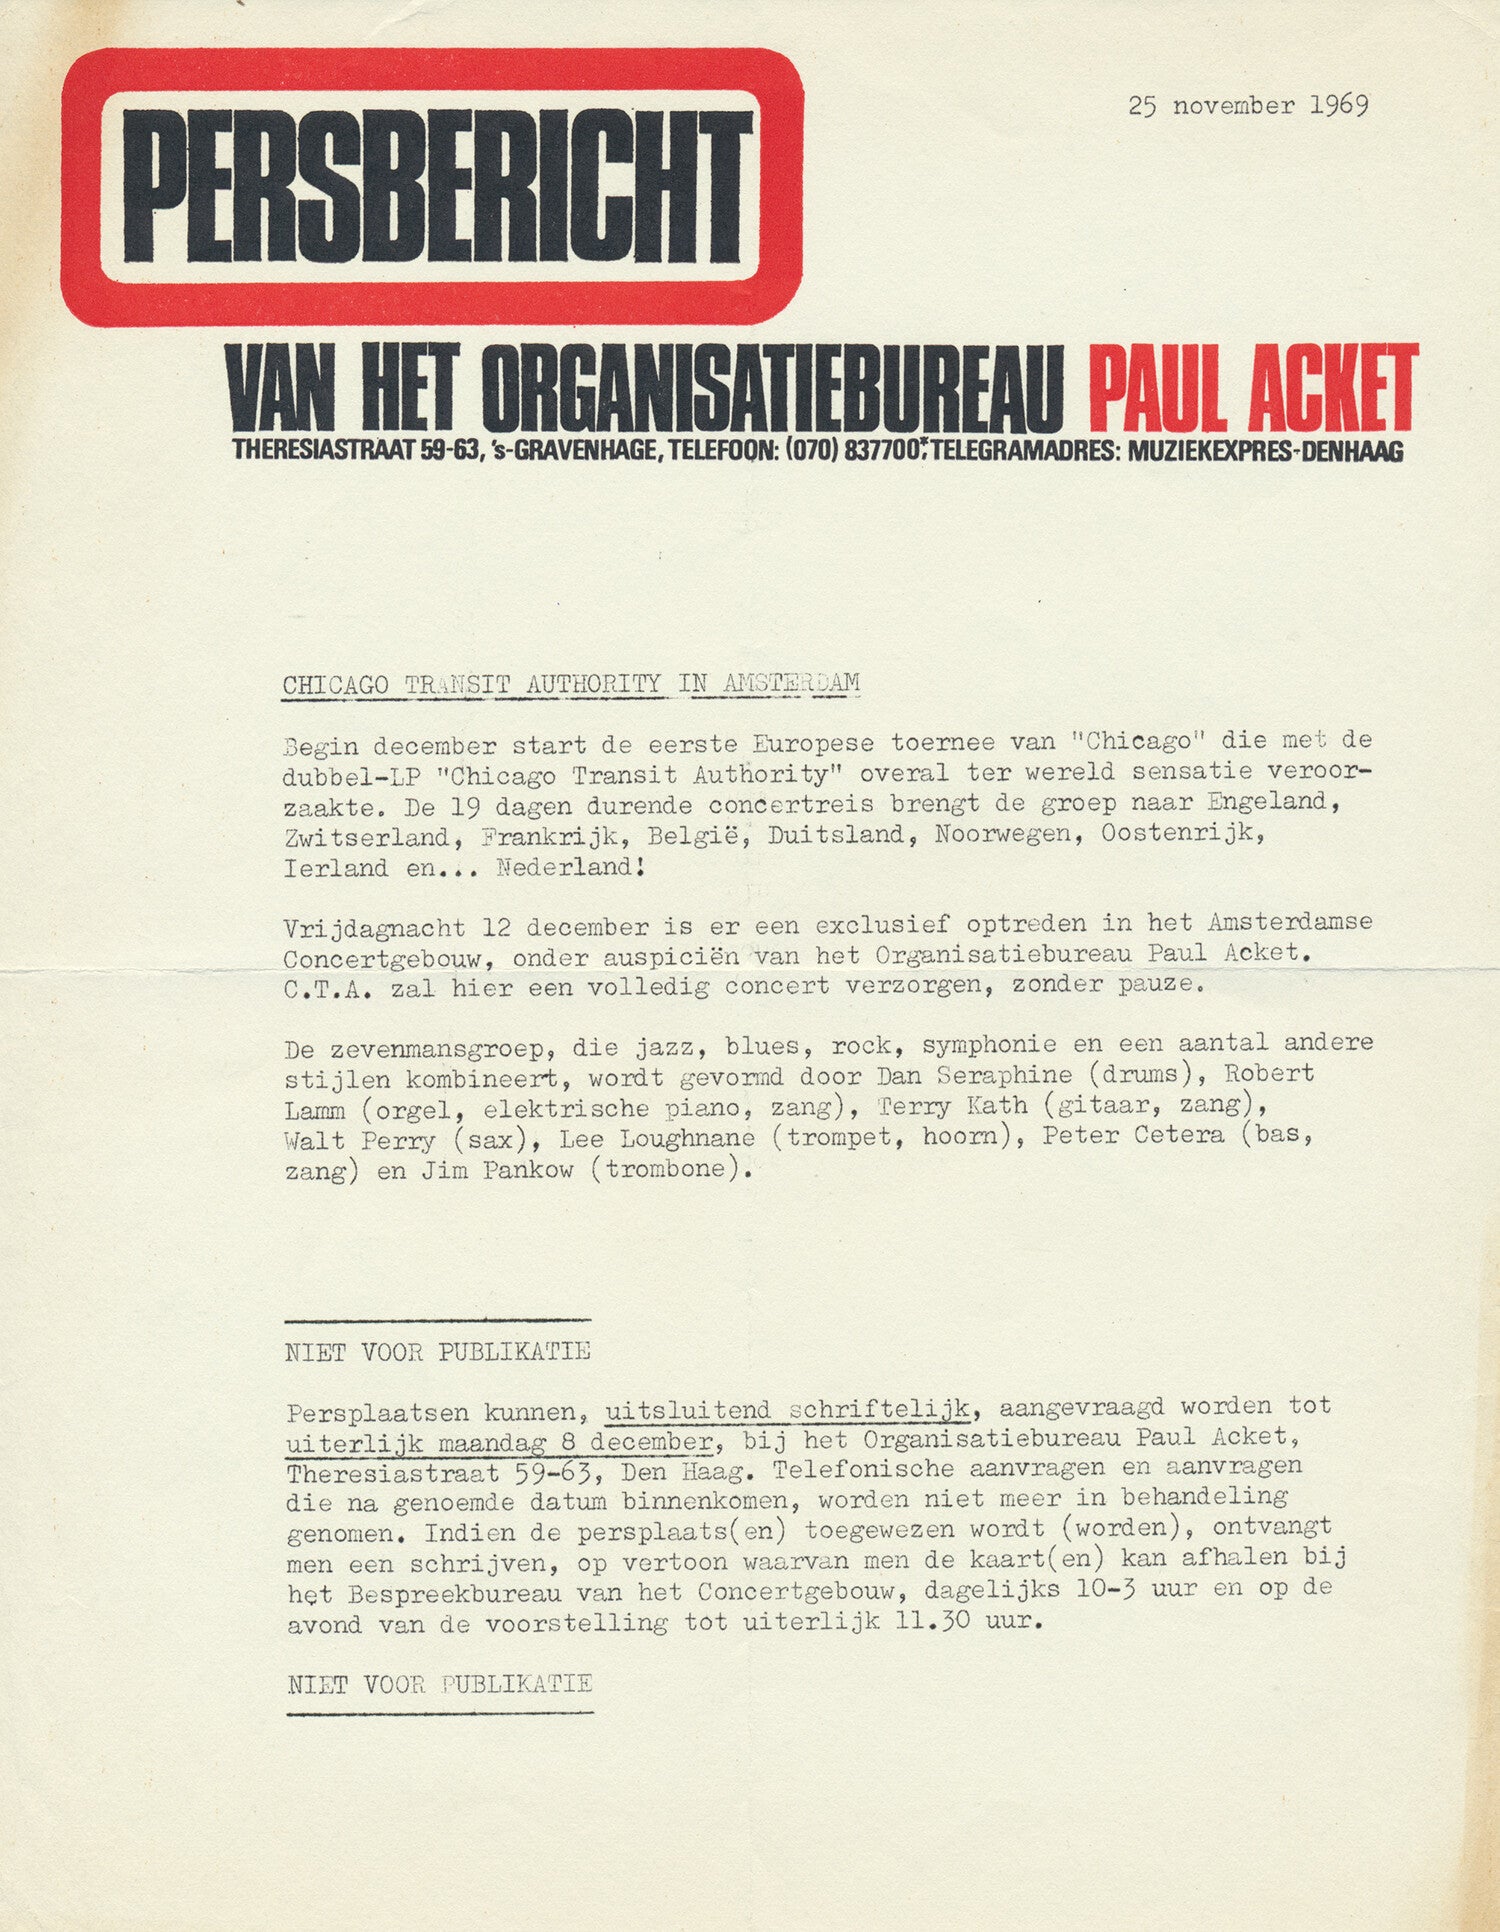 25 november 1969
PERSBERICHT
VAN HET ORGANISATIEBUREAU PAUL ACKET
THERESIASTRAAT 59-63, 's-GRAVENHAGE, TELEFOON: (070) 837700*; TELEGRAMADRES: MUZIEKEXPRES-DENHAAG
CHICAGO TRANSIT AUTHORITY IN AMSTERDAM
Begin december start de eerste Europese toernee van "Chicago" die met de
dubbel-LP "Chicago Transit Authority" overal ter wereld sensatie veroor-
zaakte. De 19 dagen durende concertreis brengt de groep naar Engeland,
Zwitserland, Frankrijk, België, Duitsland, Noorwegen, Oostenrijk,
Ierland en... Nederland!
Vrijdagnacht 12 december is er een exclusief optreden in het Amsterdamse
Concertgebouw, onder auspiciën van het Organisatiebureau Paul Acket.
C.T.A. zal hier een volledig concert verzorgen, zonder pauze.
De zevenmansgroep, die jazz, blues, rock, symphonie en een aantal andere
stijlen kombineert, wordt gevormd door Dan Seraphine (drums), Robert
Lamm (orgel, elektrische piano, zang), Terry Kath (gitaar, zang),
Walt Perry (sax), Lee Loughnane (trompet, hoorn), Peter Cetera (bas,
zang) en Jim Pankow (trombone).
NIET VOOR PUBLIKATIE
Persplaatsen kunnen, uitsluitend schriftelijk, aangevraagd worden tot
uiterlijk maandag 8 december, bij het Organisatiebureau Paul Acket,
Theresiastraat 59-63, Den Haag. Telefonische aanvragen en aanvragen
die na genoemde datum binnenkomen, worden niet meer in behandeling
genomen. Indien de persplaats(en) toegewezen wordt (worden), ontvangt
men een schrijven, op vertoon waarvan men de kaart(en) kan afhalen bij
het Bespreekbureau van het Concertgebouw, dagelijks 10-3 uur en op de
avond van de voorstelling tot uiterlijk 11.30 uur.
NIET VOOR PUBLIKATIE